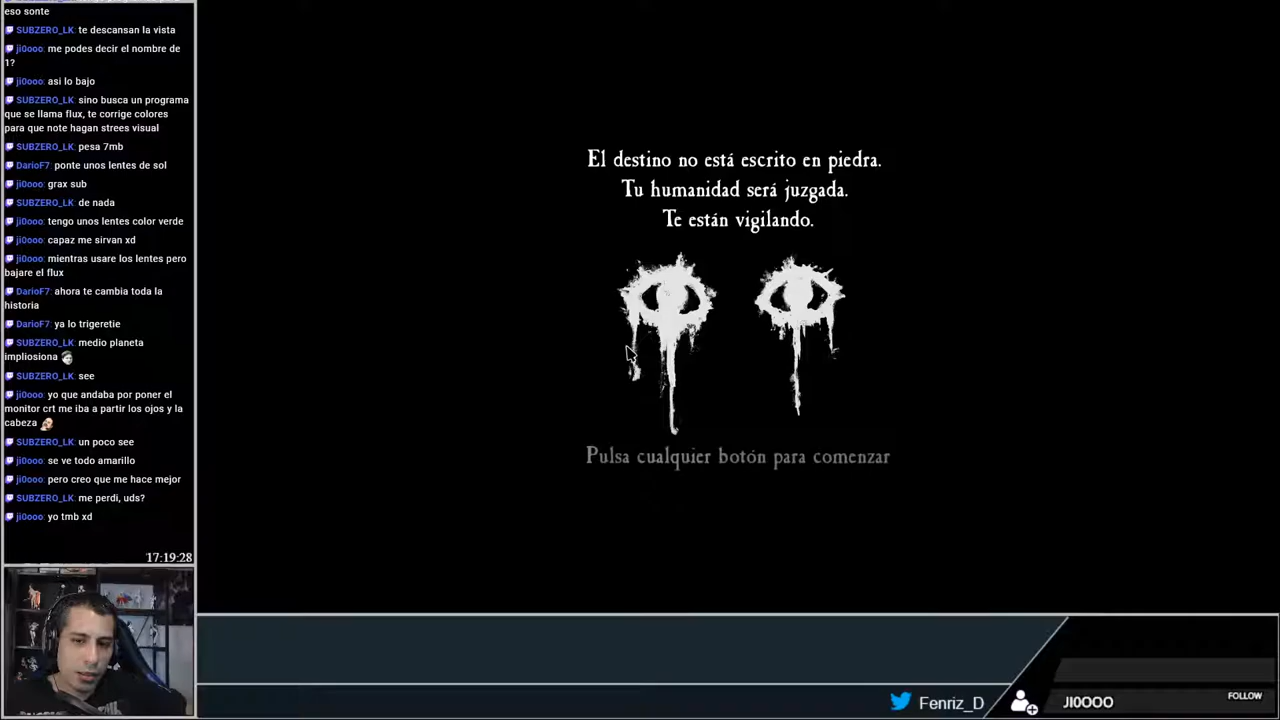 eso sonte
SUBZERO_LK: te descansan la vista
ji0ooo: me podes decir el nombre de
1?
ji0ooo: asi lo bajo
SUBZERO_LK: sino busca un programa
que se llama flux, te corrige colores
para que note hagan strees visual
SUBZERO_LK: pesa 7mb
DaríoF7: ponte unos lentes de sol
ji0ooo: grax sub
SUBZERO_LK: de nada
ji0ooo: tengo unos lentes color verde
ji0ooo: capaz me sirvan xd
ji0ooo: mientras usare los lentes pero
bajare el flux
DaríoF7: ahora te cambia toda la
historia
DaríoF7: ya lo trigeretie
SUBZERO_LK: medio planeta
impliosiona
SUBZERO_LK: see
ji0ooo: yo que andaba por poner el
monitor crt me iba a partir los ojos y la
cabeza
SUBZERO_LK: un poco see
ji0ooo: se ve todo amarillo
ji0ooo: pero creo que me hace mejor
SUBZERO_LK: me perdi, uds?
ji0ooo: yo tmb xd
17:19:28
El destino no está escrito en piedra.
Tu humanidad será juzgada.
Te están vigilando.
Pulsa cualquier botón para comenzar
Fenriz_D
JI0OOO
FOLLOW